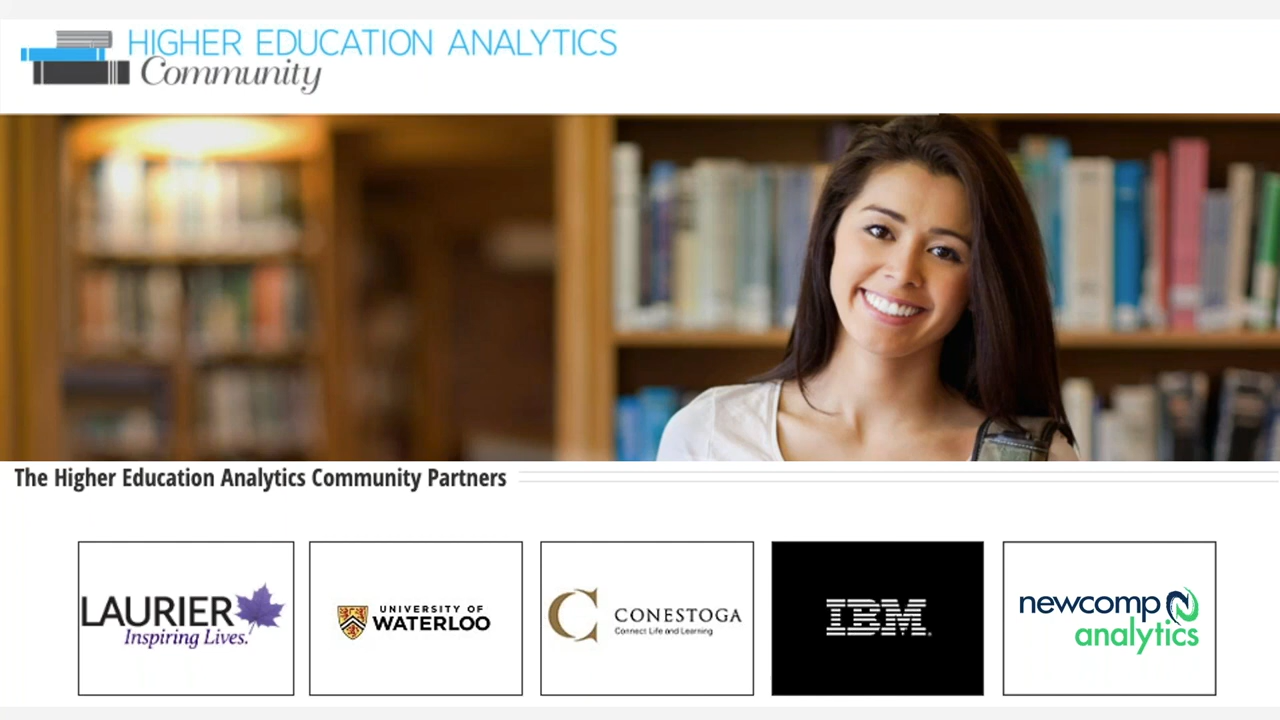 HIGHER EDUCATION ANALYTICS
Community
The Higher Education Analytics Community Partners
LAURIER
Inspiring Lives.
UNIVERSITY OF
WATERLOO
CONESTOGA
Connect Life and Learning
IBM
newcomp
analytics